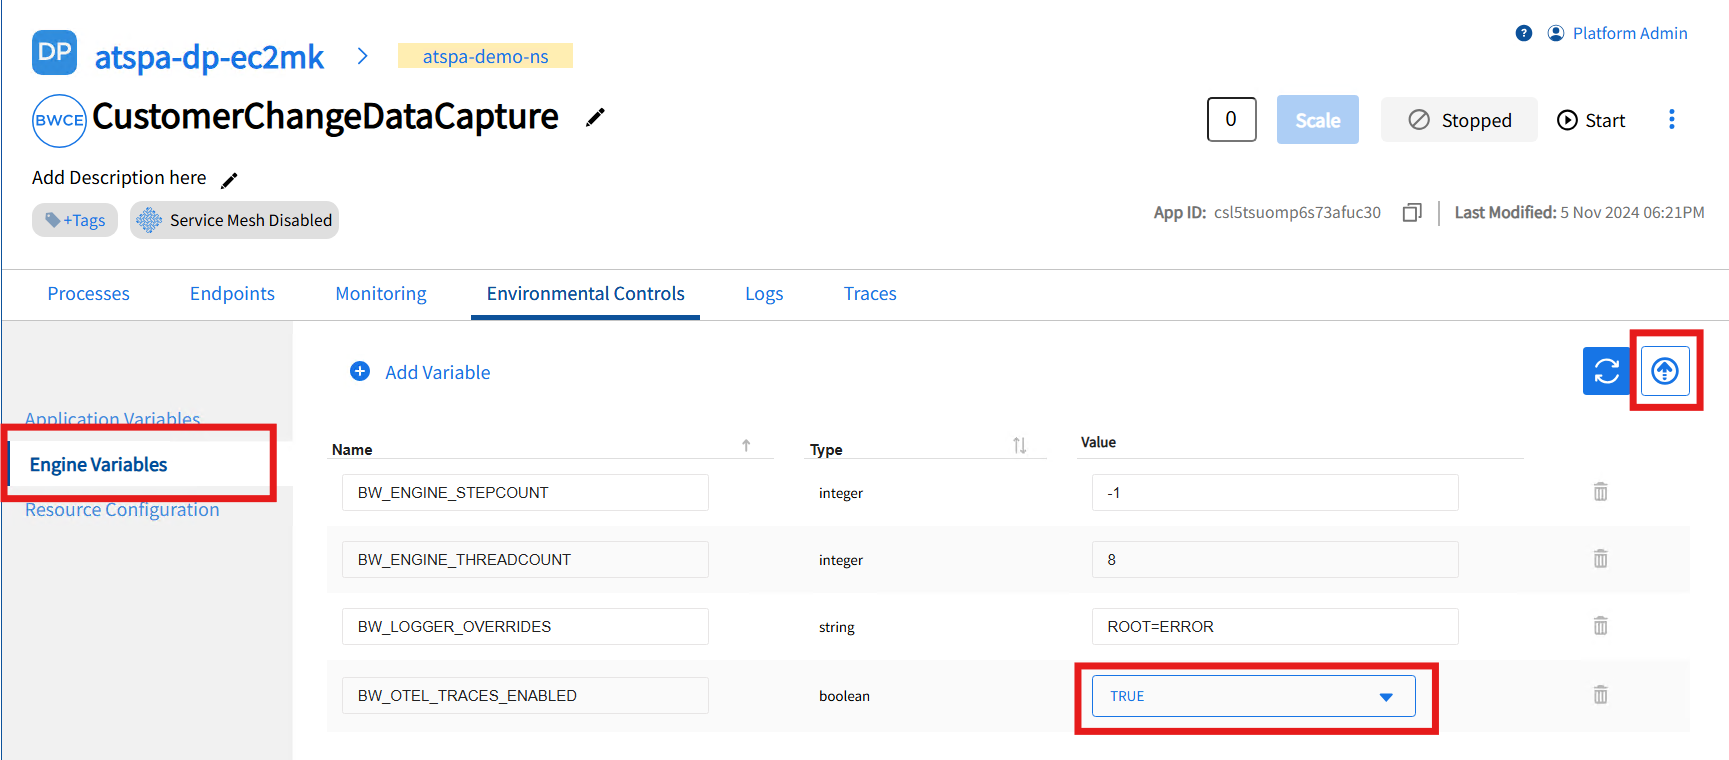 DP atspa-dp-ec2mk > atspa-demo-ns
? Platform Admin
BWCE CustomerChangeDataCapture
0 Scale Stopped Start
Add Description here
+Tags Service Mesh Disabled
App ID: csl5tsuomp6s73afuc30 Last Modified: 5 Nov 2024 06:21PM
Processes Endpoints Monitoring Environmental Controls Logs Traces
Add Variable
Application Variables
Engine Variables
Resource Configuration
Name Type Value
BW_ENGINE_STEPCOUNT integer -1
BW_ENGINE_THREADCOUNT integer 8
BW_LOGGER_OVERRIDES string ROOT=ERROR
BW_OTEL_TRACES_ENABLED boolean TRUE